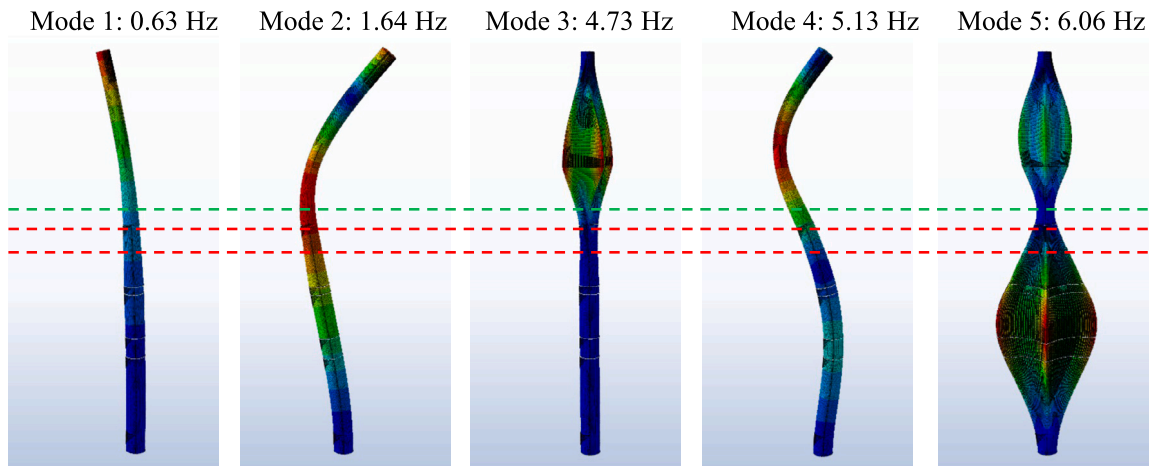 Mode 1: 0.63 Hz
Mode 2: 1.64 Hz
Mode 3: 4.73 Hz
Mode 4: 5.13 Hz
Mode 5: 6.06 Hz